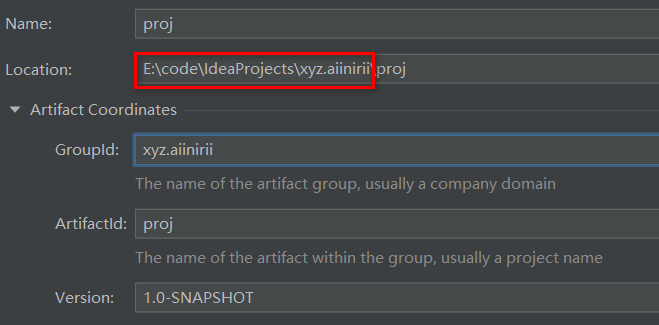 Name: proj
Location: E:\code\IdeaProjects\xyz.aiinirii\proj
Artifact Coordinates
GroupId: xyz.aiinirii
The name of the artifact group, usually a company domain
ArtifactId: proj
The name of the artifact within the group, usually a project name
Version: 1.0-SNAPSHOT